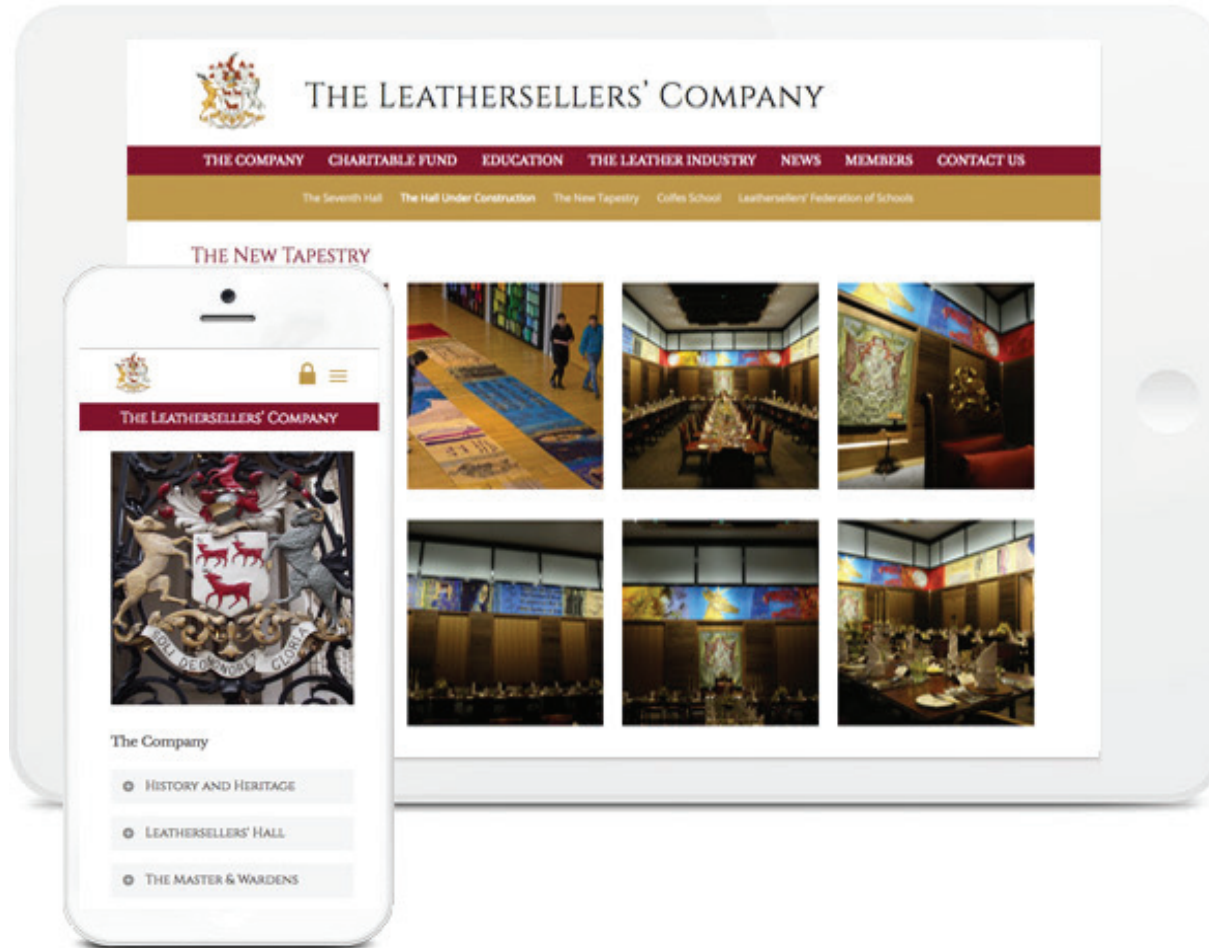 THE LEATHERSELLERS' COMPANY
THE COMPANY CHARITABLE FUND EDUCATION THE LEATHER INDUSTRY NEWS MEMBERS CONTACT US
The Seventh Hall The Hall Under Construction The New Tapestry Colfes School Leathersellers' Federation of Schools
THE NEW TAPESTRY
THE LEATHERSELLERS' COMPANY
SOLI DEO HONOR ET GLORIA
The Company
HISTORY AND HERITAGE
LEATHERSELLERS' HALL
THE MASTER & WARDENS